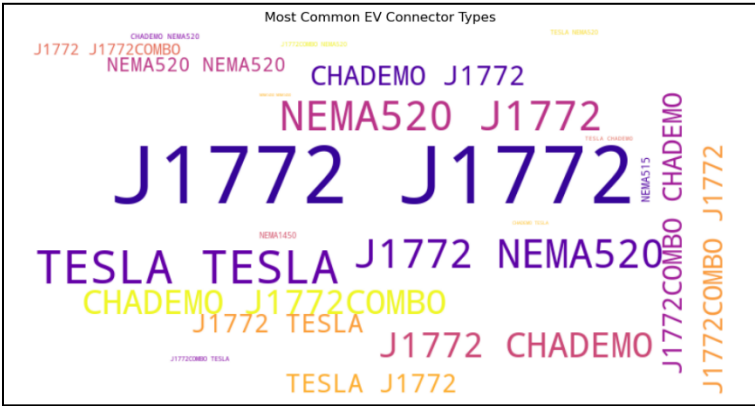 Most Common EV Connector Types
CHADEMO NEMA520
TESLA NEMA520
J1772 J1772COMBO
J1772COMBO NEMA520
NEMA520 NEMA520
CHADEMO J1772
NEMA520 J1772
TESLA CHADEMO
J1772 J1772
NEMA515
J1772COMBO CHADEMO
J1772COMBO J1772
CHADEMO TESLA
NEMA1450
J1772 NEMA520
TESLA TESLA
CHADEMO J1772COMBO
J1772 TESLA
J1772 CHADEMO
J1772COMBO TESLA
TESLA J1772